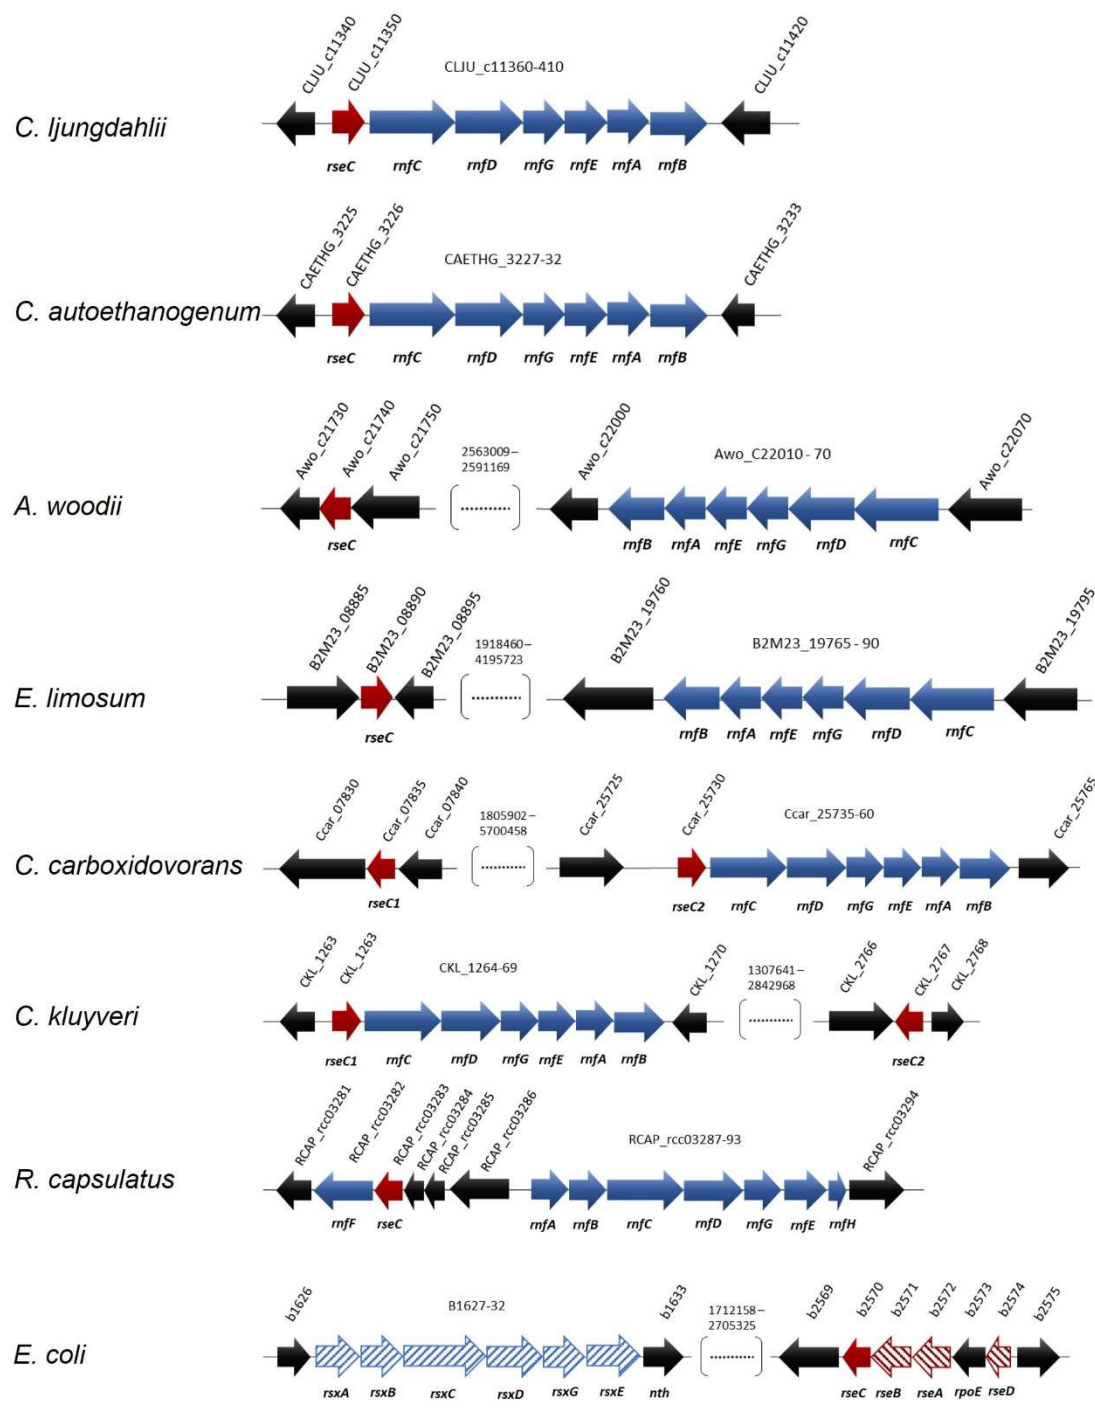 CLJU_c11340
CLJU_c11350
CLJU_c11360-410
CLJU_c11420
C. ljungdahlii
rseC rnfC rnfD rnfG rnfE rnfA rnfB
CAETHG_3225
CAETHG_3226
CAETHG_3227-32
CAETHG_3233
C. autoethanogenum
rseC rnfC rnfD rnfG rnfE rnfA rnfB
Awo_c21730
Awo_c21740
Awo_c21750
2563009–
2591169
Awo_c22000
Awo_C22010 - 70
Awo_c22070
A. woodii
rseC rnfB rnfA rnfE rnfG rnfD rnfC
B2M23_08885
B2M23_08890
B2M23_08895
1918460–
4195723
B2M23_19760
B2M23_19765 - 90
B2M23_19795
E. limosum
rseC rnfB rnfA rnfE rnfG rnfD rnfC
Ccar_07830
Ccar_07835
Ccar_07840
1805902–
5700458
Ccar_25725
Ccar_25730
Ccar_25735-60
Ccar_25765
C. carboxidovorans
rseC1 rseC2 rnfC rnfD rnfG rnfE rnfA rnfB
CKL_1263
CKL_1263
CKL_1264-69
CKL_1270
1307641–
2842968
CKL_2766
CKL_2767
CKL_2768
C. kluyveri
rseC1 rnfC rnfD rnfG rnfE rnfA rnfB rseC2
RCAP_rcc03281
RCAP_rcc03282
RCAP_rcc03283
RCAP_rcc03284
RCAP_rcc03285
RCAP_rcc03286
RCAP_rcc03287-93
RCAP_rcc03294
R. capsulatus
rnfF rseC rnfA rnfB rnfC rnfD rnfG rnfE rnfH
b1626
B1627-32
b1633
1712158–
2705325
b2569
b2570
b2571
b2572
b2573
b2574
b2575
E. coli
rsxA rsxB rsxC rsxD rsxG rsxE nth rseC rseB rseA rpoE rseD